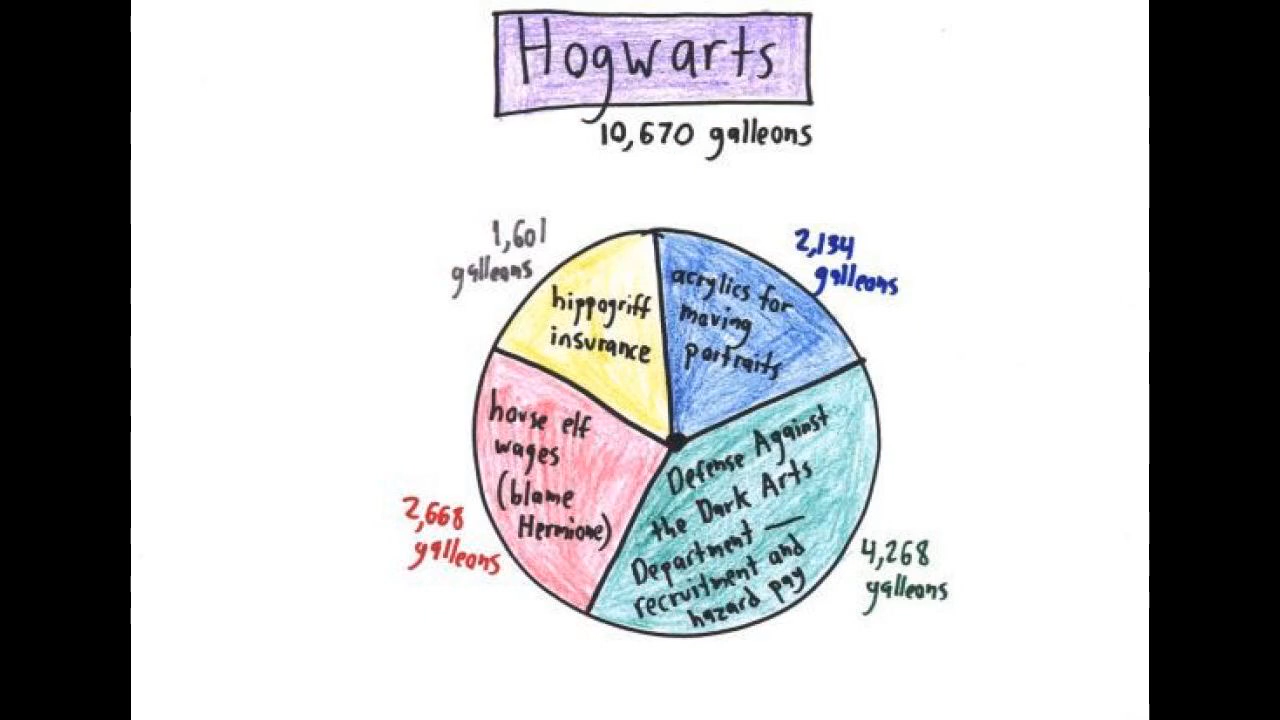 Hogwarts
10,670 galleons
1,601
galleons
2,134
galleons
hippogriff
insurance
acrylics for
moving
portraits
house elf
wages
(blame
Hermione)
Defense Against
the Dark Arts
Department —
recruitment and
hazard pay
2,668
galleons
4,268
galleons